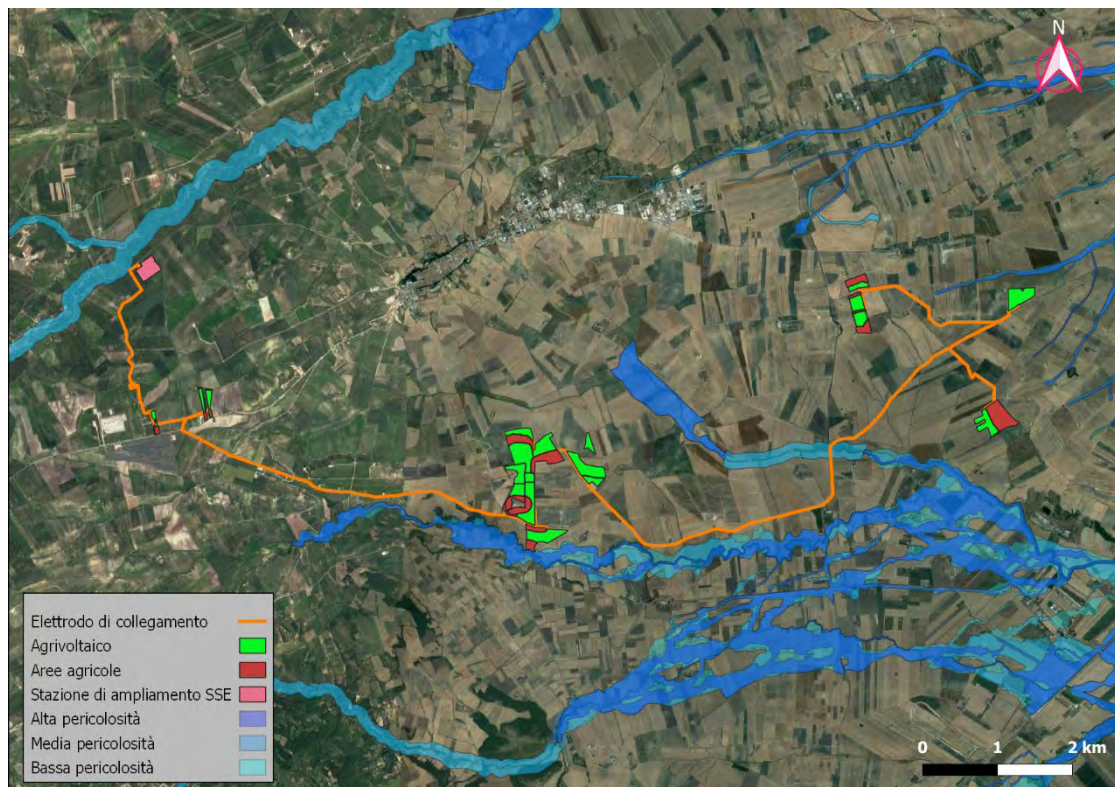 N
Elettrodo di collegamento
Agrivoltaico
Aree agricole
Stazione di ampliamento SSE
Alta pericolosità
Media pericolosità
Bassa pericolosità
0 1 2 km